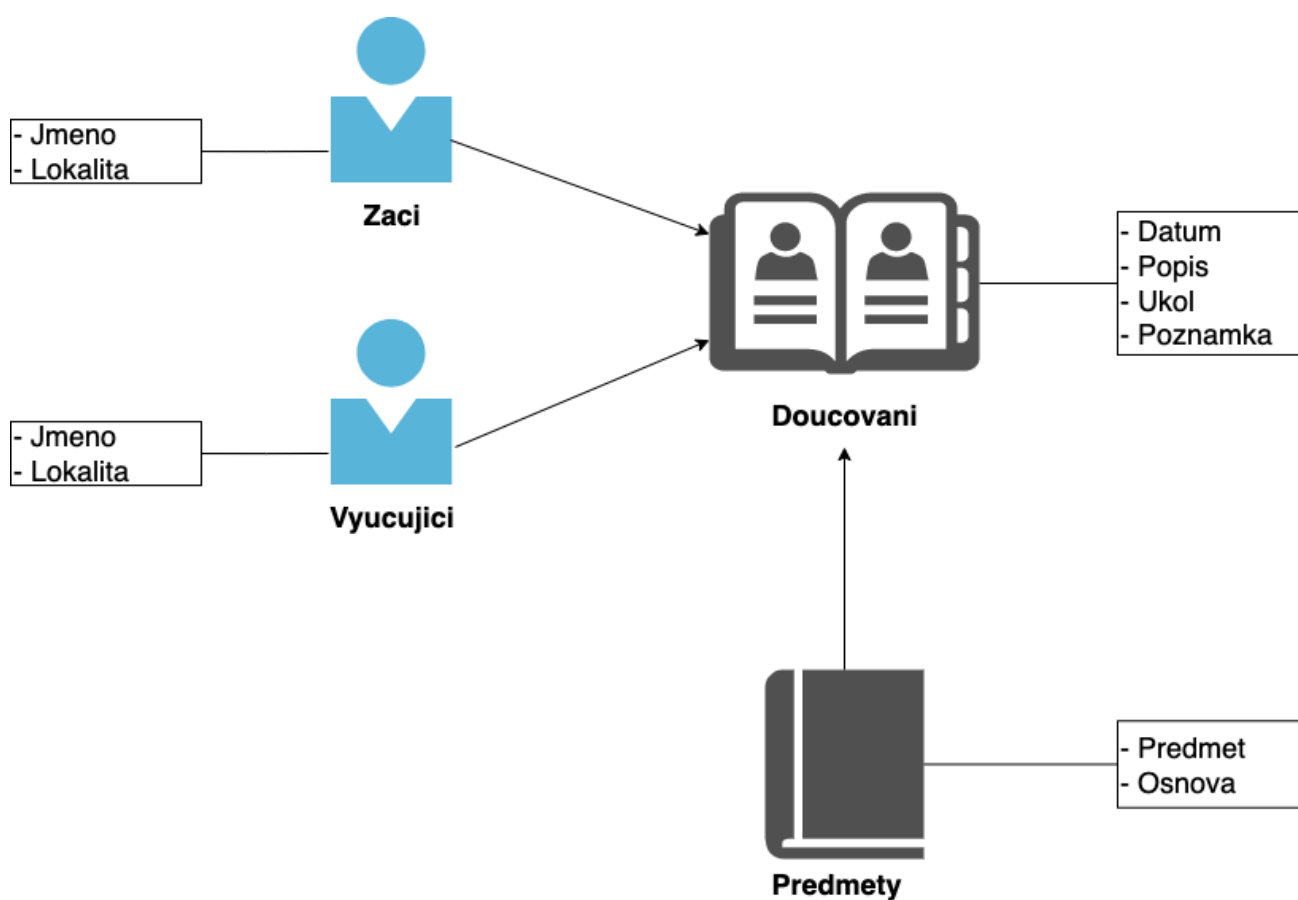 - Jmeno
- Lokalita
Zaci
- Datum
- Popis
- Ukol
- Poznamka
Doucovani
- Jmeno
- Lokalita
Vyucujici
- Predmet
- Osnova
Predmety